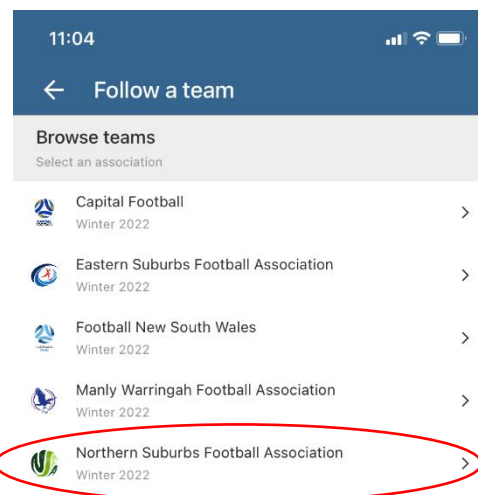 11:04
Follow a team
Browse teams
Select an association
Capital Football
Winter 2022
Eastern Suburbs Football Association
Winter 2022
Football New South Wales
Winter 2022
Manly Warringah Football Association
Winter 2022
Northern Suburbs Football Association
Winter 2022